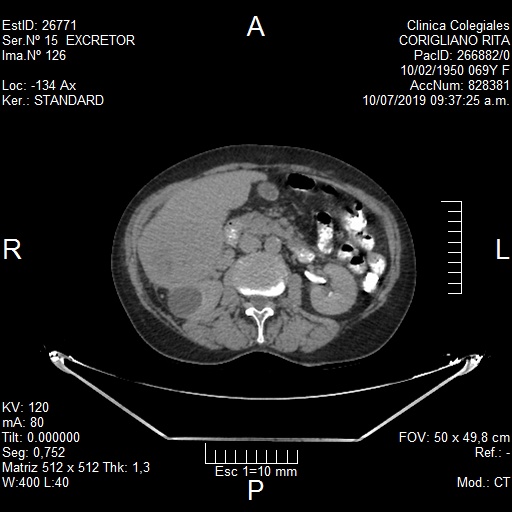 EstID: 26771
Ser.Nº 15 EXCRETOR
Ima.Nº 126
Loc: -134 Ax
Ker.: STANDARD
A
Clinica Colegiales
CORIGLIANO RITA
PacID: 266882/0
10/02/1950 069Y F
AccNum: 828381
10/07/2019 09:37:25 a.m.
R
L
KV: 120
mA: 80
Tilt: 0.000000
Seg: 0,752
Matriz 512 x 512 Thk: 1,3
W:400 L:40
Esc 1=10 mm
P
FOV: 50 x 49,8 cm
Ref.: -
Mod.: CT